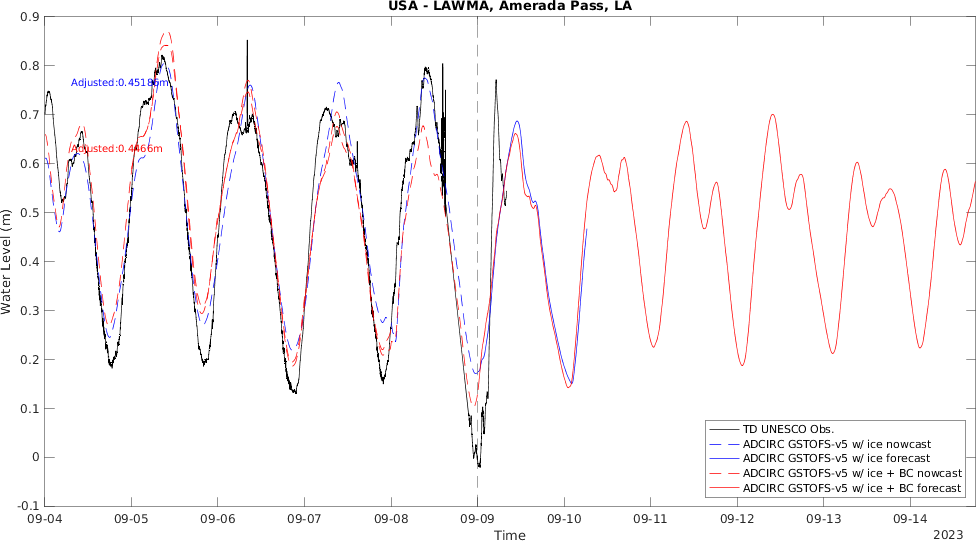 USA - LAWMA, Amerada Pass, LA
0.9
0.8
0.7
0.6
0.5
0.4
0.3
0.2
0.1
0
-0.1
Water Level (m)
Adjusted:0.45186m
Adjusted:0.4466m
TD UNESCO Obs.
ADCIRC GSTOFS-v5 w/ ice nowcast
ADCIRC GSTOFS-v5 w/ ice forecast
ADCIRC GSTOFS-v5 w/ ice + BC nowcast
ADCIRC GSTOFS-v5 w/ ice + BC forecast
09-04 09-05 09-06 09-07 09-08 09-09 09-10 09-11 09-12 09-13 09-14
Time
2023